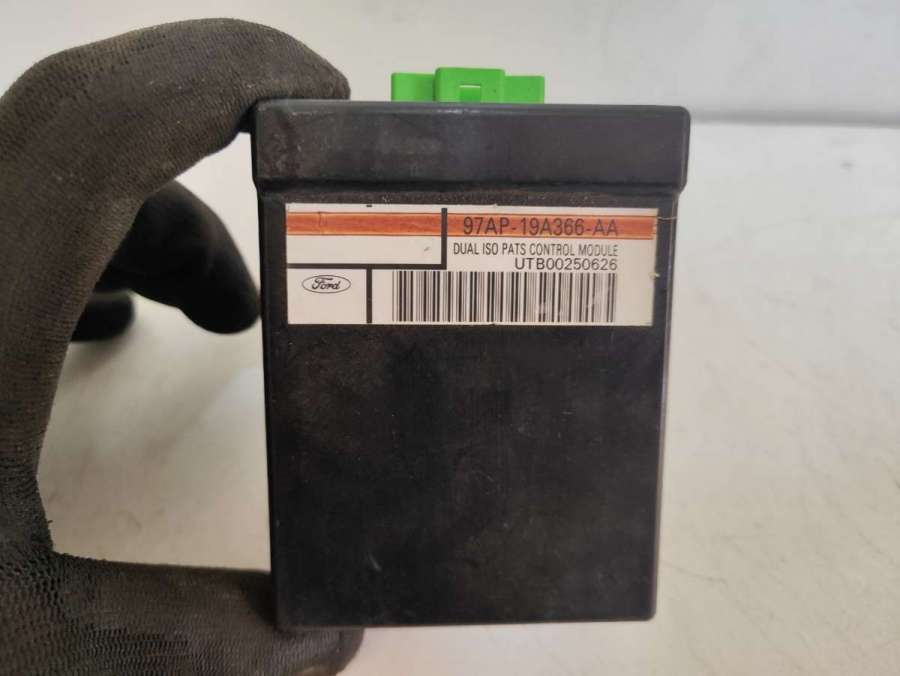 97AP-19A366-AA
DUAL ISO PATS CONTROL MODULE
UTB00250626
Ford